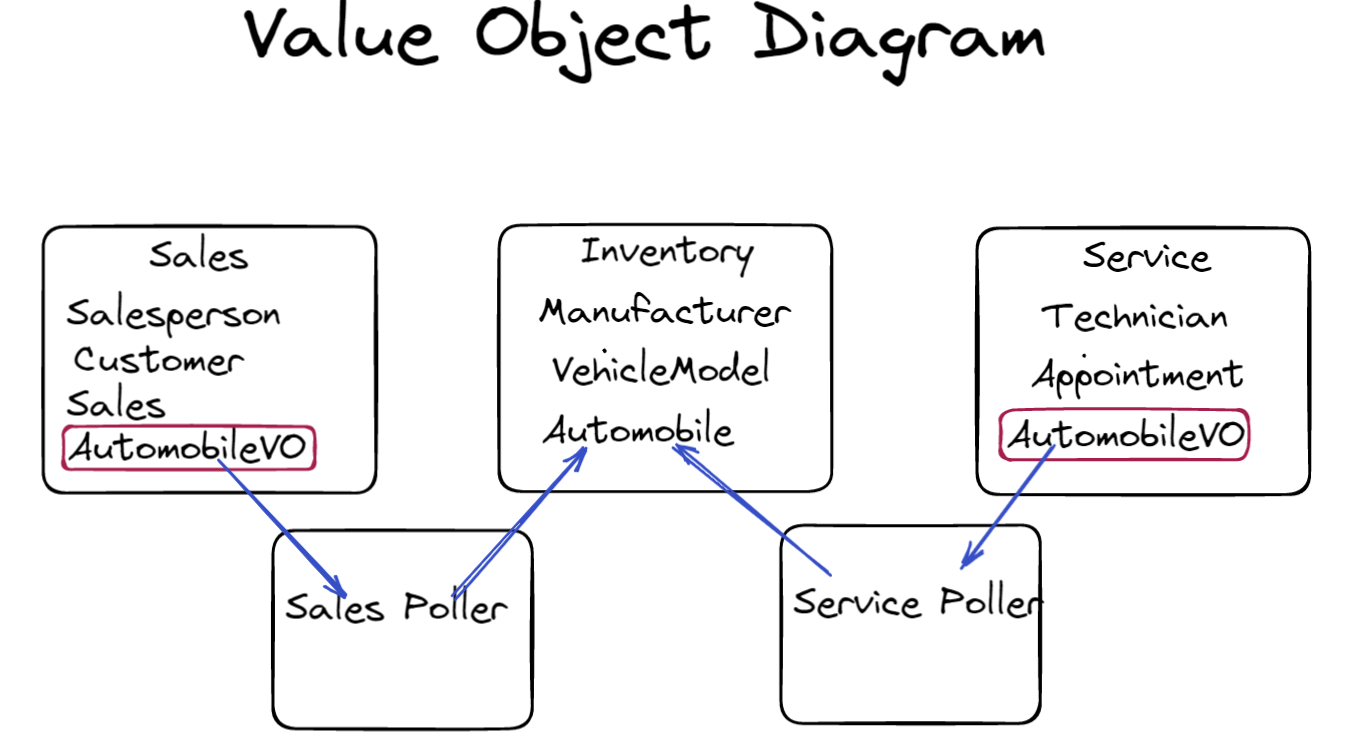 Value Object Diagram
Sales
Salesperson
Customer
Sales
AutomobileVO
Inventory
Manufacturer
VehicleModel
Automobile
Service
Technician
Appointment
AutomobileVO
Sales Poller
Service Poller